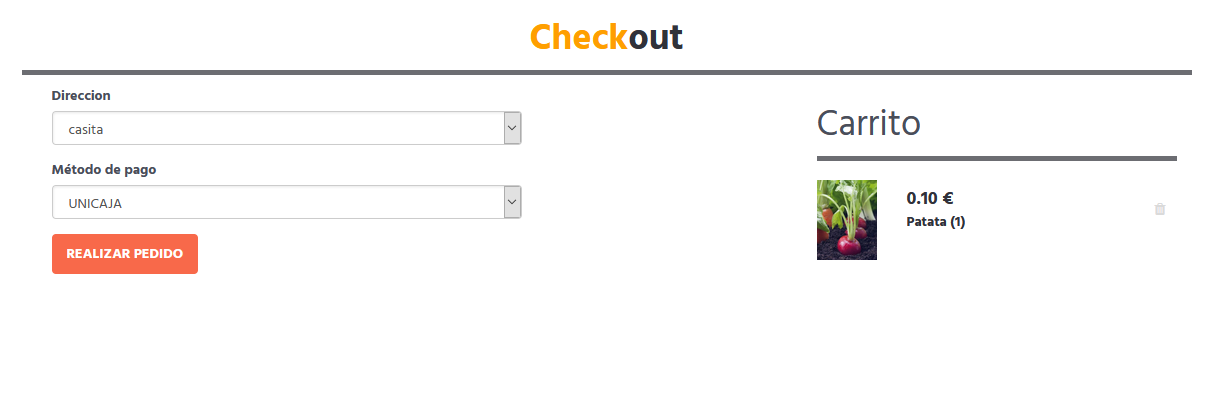 Checkout
Direccion
casita
Método de pago
UNICAJA
REALIZAR PEDIDO
Carrito
0.10 €
Patata (1)